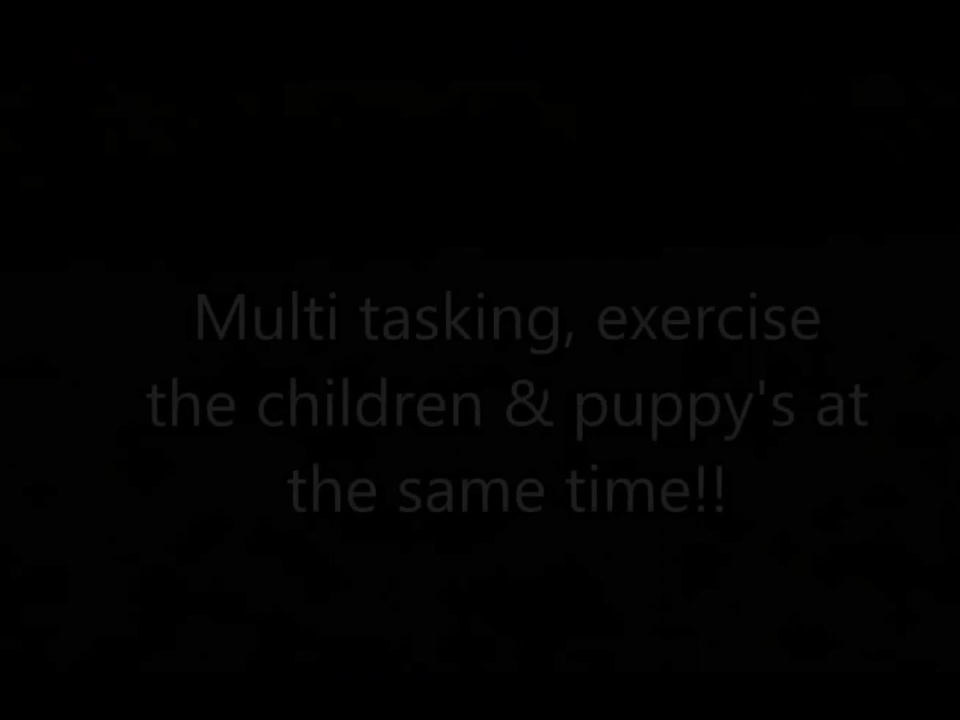 Multi tasking, exercise
the children & puppy's at
the same time!!